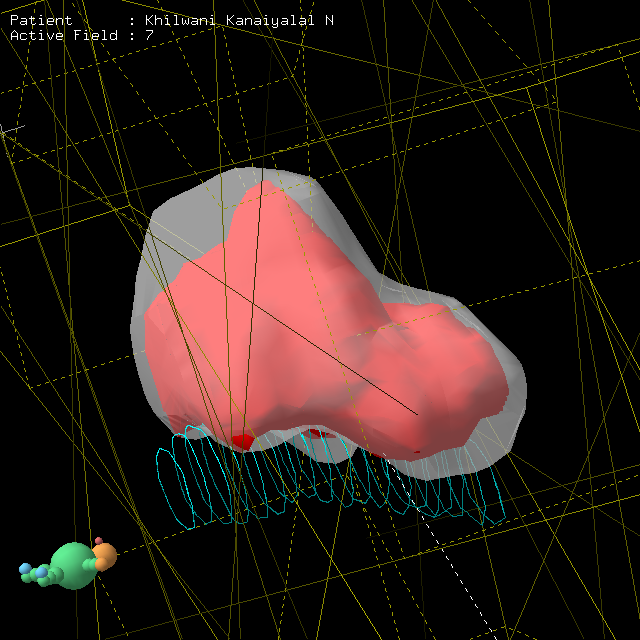 Patient      : Khilwani Kanaiyalal N
Active Field : 7